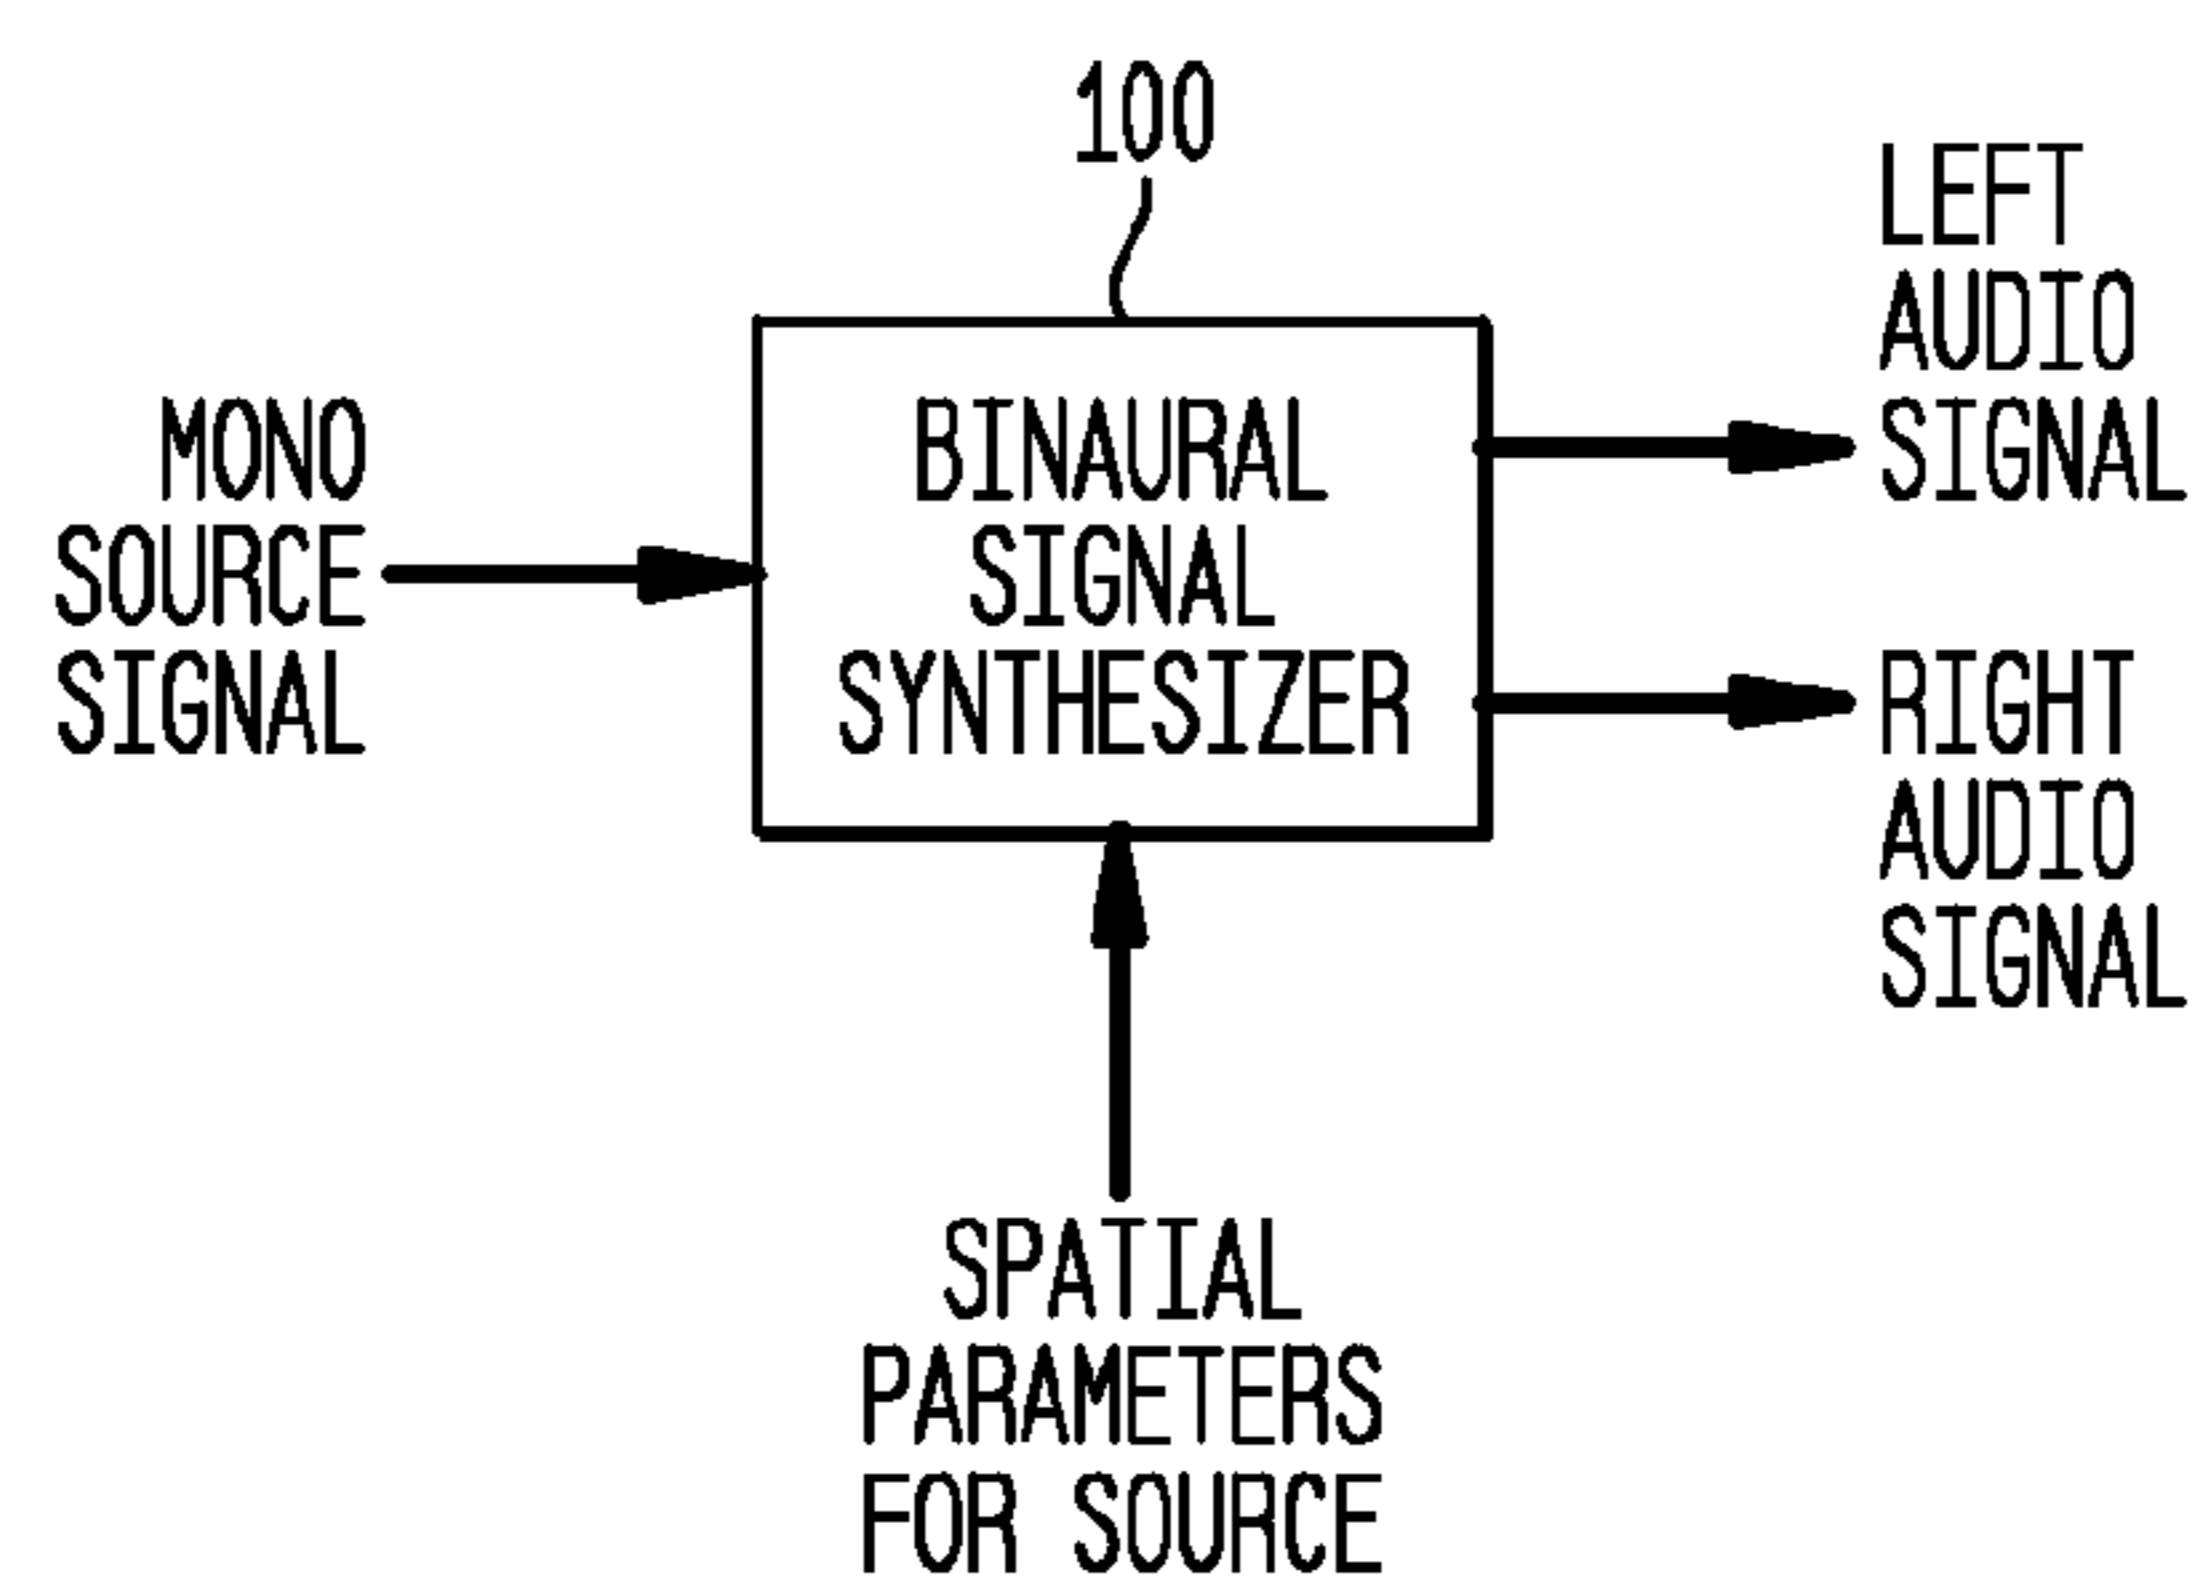 100
MONO
SOURCE
SIGNAL
BINAURAL
SIGNAL
SYNTHESIZER
LEFT
AUDIO
SIGNAL
RIGHT
AUDIO
SIGNAL
SPATIAL
PARAMETERS
FOR SOURCE